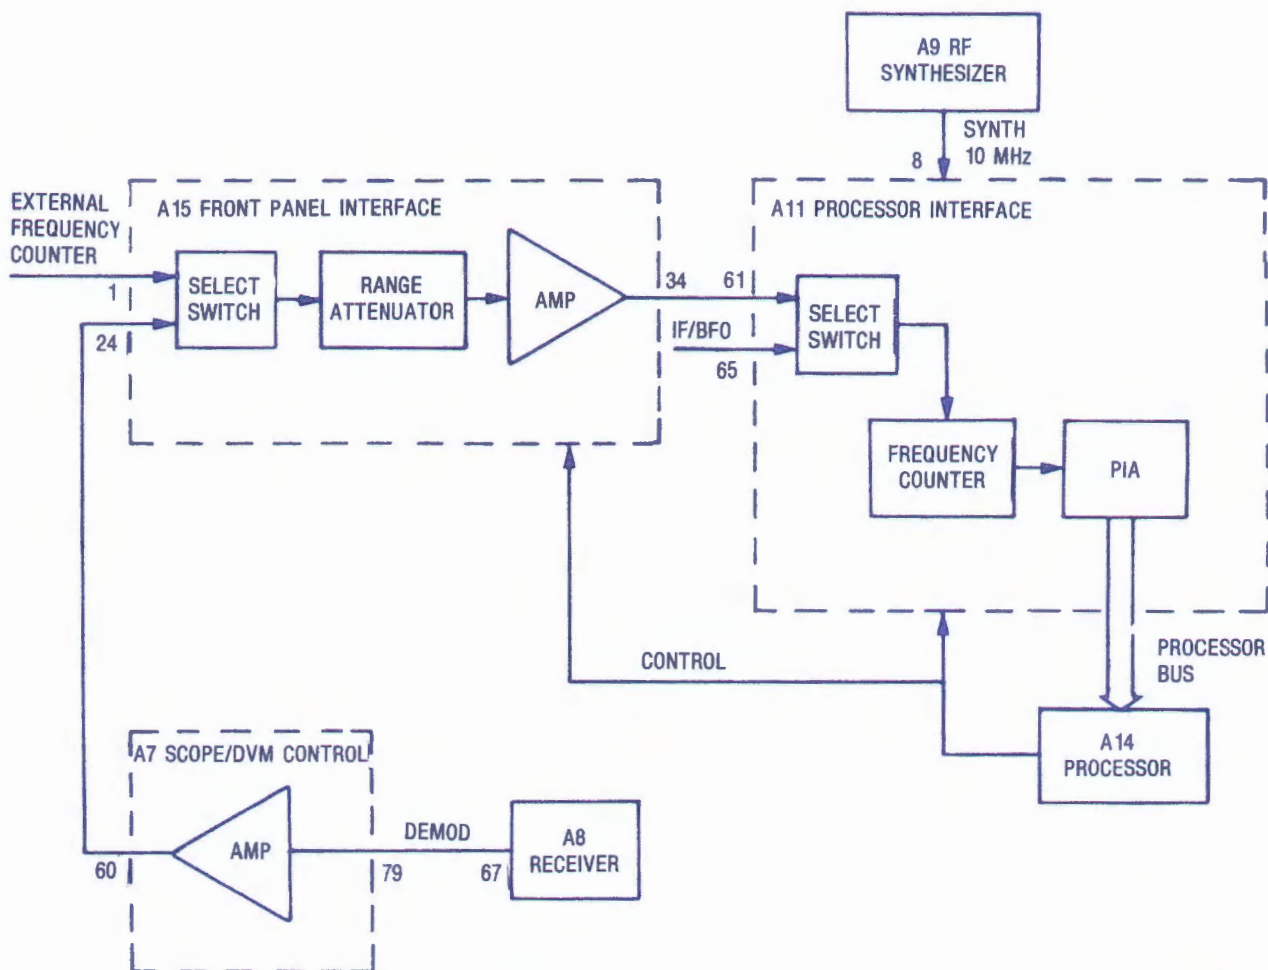 A9 RF
SYNTHESIZER
SYNTH
10 MHz
8
EXTERNAL
FREQUENCY
COUNTER
1
24
A15 FRONT PANEL INTERFACE
SELECT
SWITCH
RANGE
ATTENUATOR
AMP
34
61
IF/BFO
65
A11 PROCESSOR INTERFACE
SELECT
SWITCH
FREQUENCY
COUNTER
PIA
CONTROL
PROCESSOR
BUS
A14
PROCESSOR
A7 SCOPE/DVM CONTROL
AMP
60
DEMOD
79
67
A8
RECEIVER